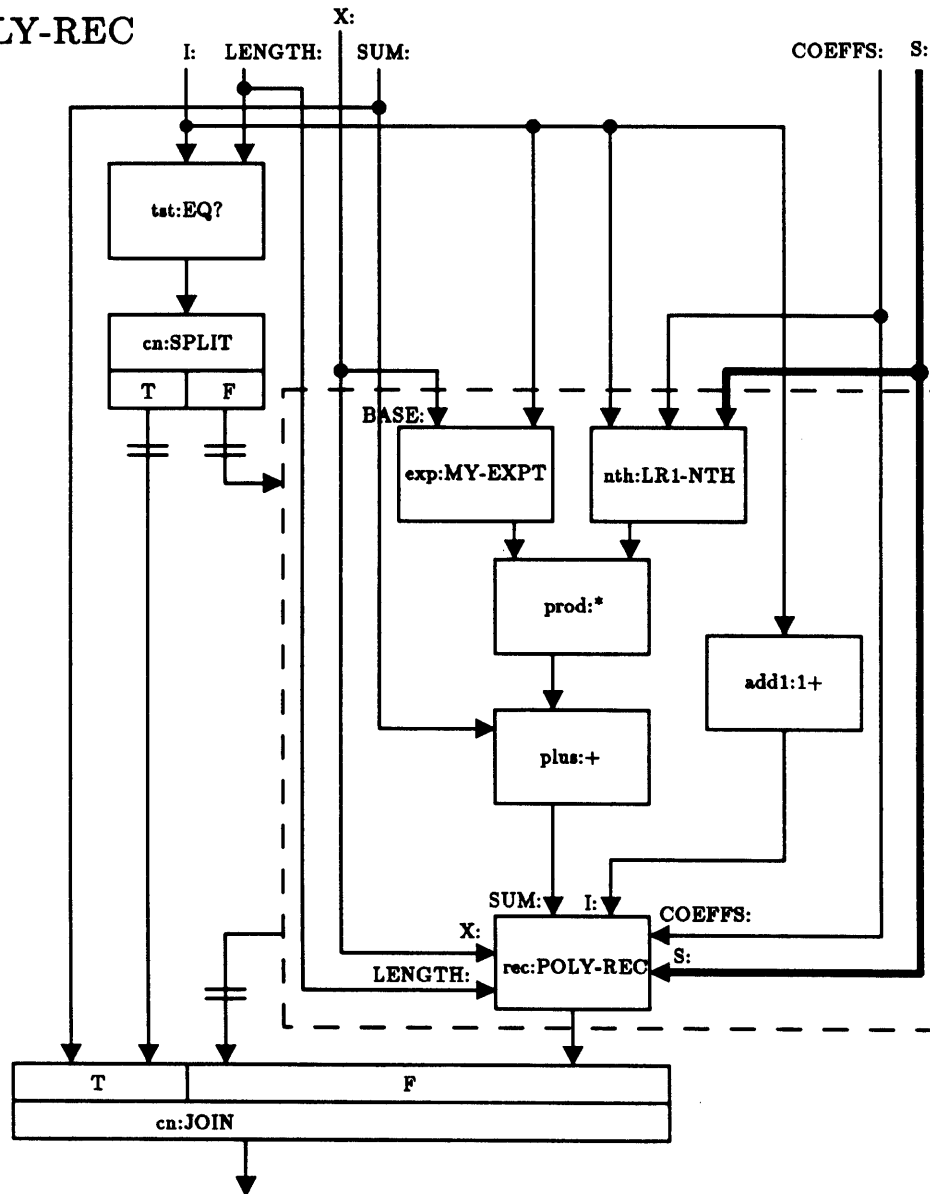 LY-REC
X:
I: LENGTH: SUM: COEFFS: S:
tst:EQ?
cn:SPLIT
T F
BASE:
exp:MY-EXPT nth:LR1-NTH
prod:*
add1:1+
plus:+
SUM: I:
COEFFS:
X:
rec:POLY-REC
S:
LENGTH:
T F
cn:JOIN